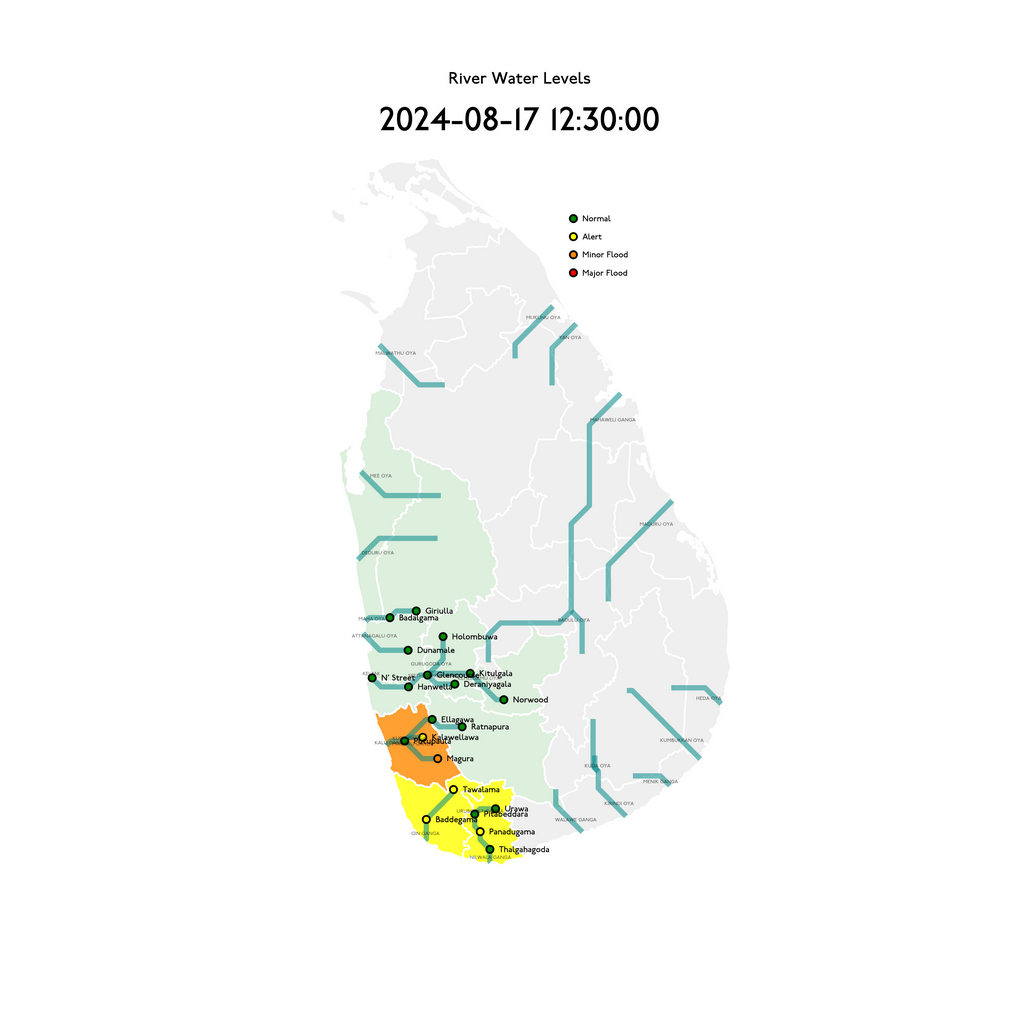 River Water Levels
2024-08-17 12:30:00
Normal
Alert
Minor Flood
Major Flood
MUKUNU OYA
YAN OYA
MALWATHU OYA
MAHAWELI GANGA
MEE OYA
MADURU OYA
DEDURU OYA
Giriulla
Badalgama
MAHA OYA
BADULU OYA
ATTANAGALU OYA
Holombuwa
Dunamale
GURUGODA OYA
Glencourse
Kitulgala
N' Street
Deraniyagala
Hanwella
Norwood
HEDA OYA
Ellagawa
Ratnapura
Kalawellawa
Putupaula
KUMBUKKAN OYA
Magura
KUDA OYA
MENIK GANGA
Tawalama
KIRINDI OYA
Urawa
Pitabeddara
Baddegama
WALAWE GANGA
Panadugama
GIN GANGA
Thalgahagoda
NILWALA GANGA